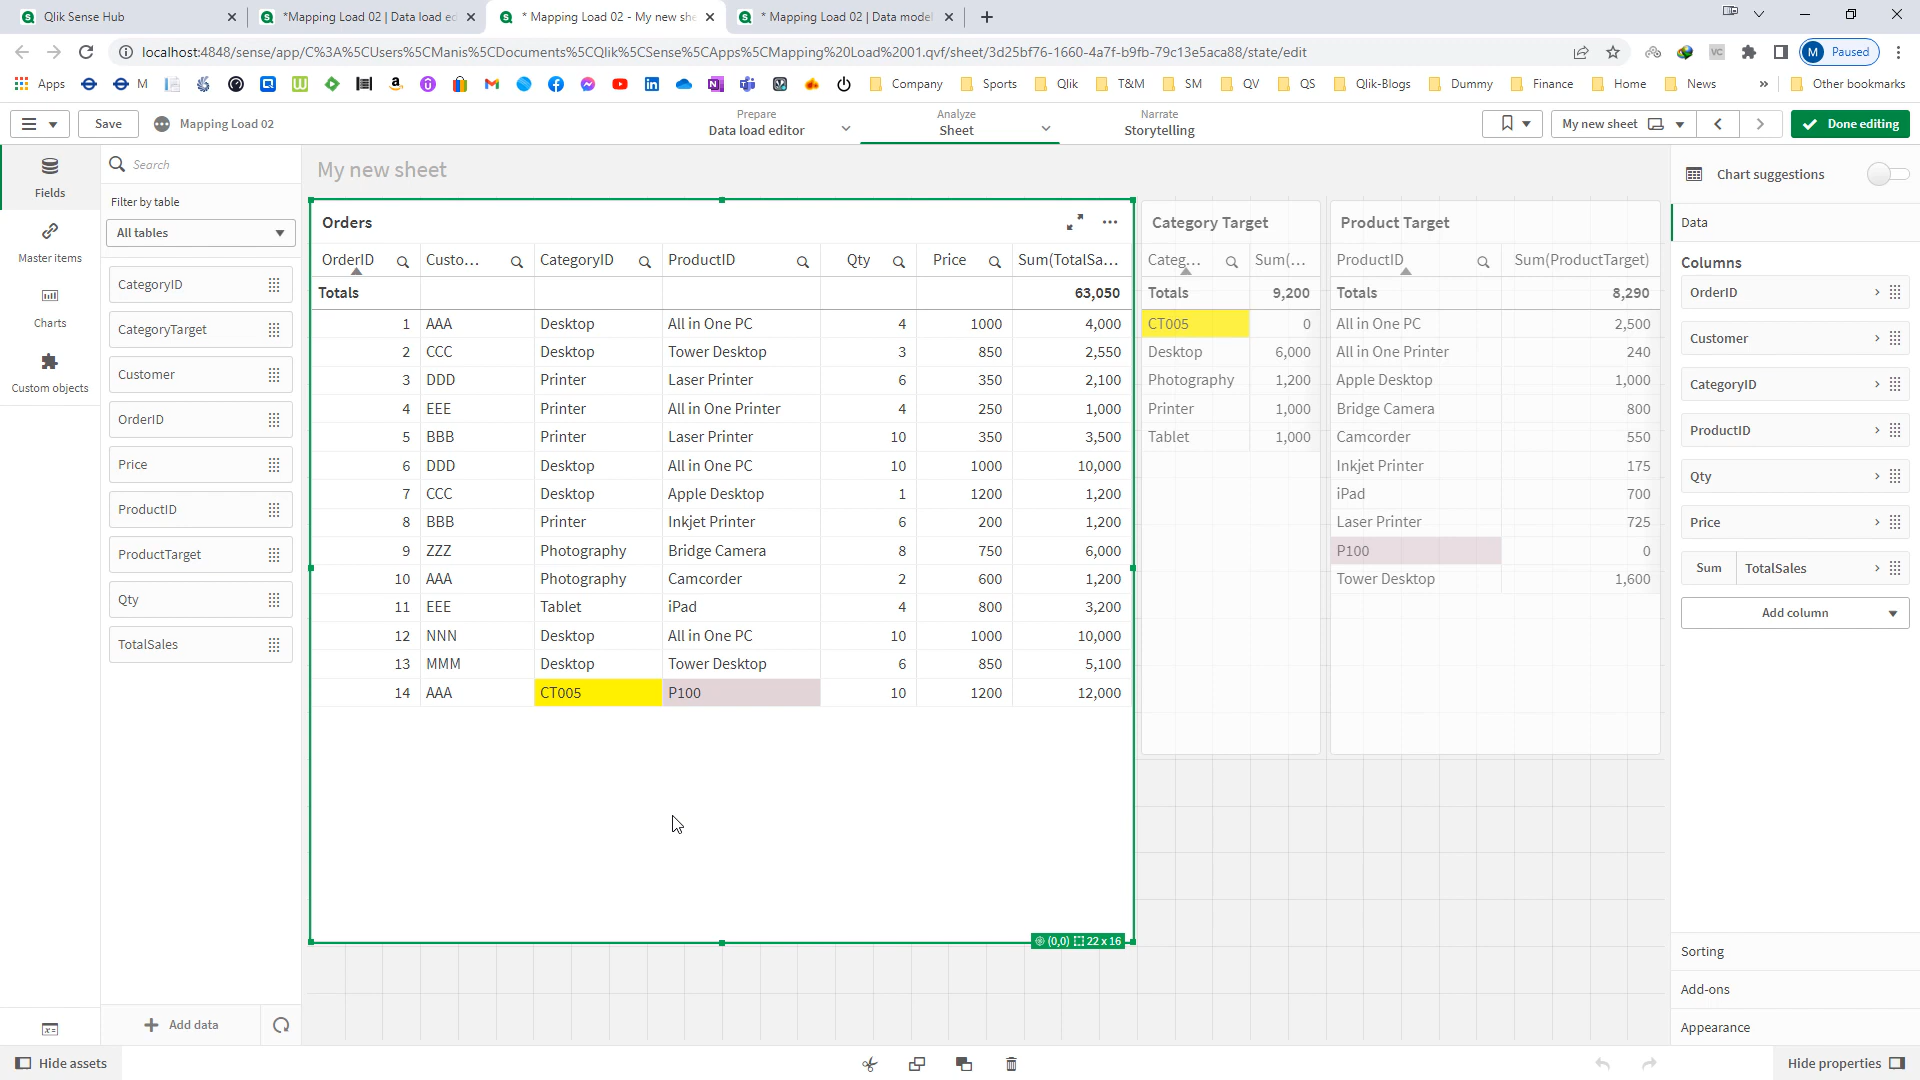 Qlik Sense Hub
*Mapping Load 02 | Data load ed
* Mapping Load 02 - My new she
* Mapping Load 02 | Data model
localhost:4848/sense/app/C%3A%5CUsers%5CManis%5CDocuments%5CQlik%5CSense%5CApps%5CMapping%20Load%2001.qvf/sheet/3d25bf76-1660-4a7f-b9fb-79c13e5aca88/state/edit
VC
M Paused
Apps
M
Company
Sports
Qlik
T&M
SM
QV
QS
Qlik-Blogs
Dummy
Finance
Home
News
»
Other bookmarks
Save
Mapping Load 02
Prepare
Data load editor
Analyze
Sheet
Narrate
Storytelling
My new sheet
Done editing
Fields
Master items
Charts
Custom objects
Search
Filter by table
All tables
CategoryID
CategoryTarget
Customer
OrderID
Price
ProductID
ProductTarget
Qty
TotalSales
Add data
My new sheet
Orders
OrderID Custo... CategoryID ProductID Qty Price Sum(TotalSa...
Totals 63,050
1 AAA Desktop All in One PC 4 1000 4,000
2 CCC Desktop Tower Desktop 3 850 2,550
3 DDD Printer Laser Printer 6 350 2,100
4 EEE Printer All in One Printer 4 250 1,000
5 BBB Printer Laser Printer 10 350 3,500
6 DDD Desktop All in One PC 10 1000 10,000
7 CCC Desktop Apple Desktop 1 1200 1,200
8 BBB Printer Inkjet Printer 6 200 1,200
9 ZZZ Photography Bridge Camera 8 750 6,000
10 AAA Photography Camcorder 2 600 1,200
11 EEE Tablet iPad 4 800 3,200
12 NNN Desktop All in One PC 10 1000 10,000
13 MMM Desktop Tower Desktop 6 850 5,100
14 AAA CT005 P100 10 1200 12,000
(0,0) 22 x 16
Category Target
Categ... Sum(...
Totals 9,200
CT005 0
Desktop 6,000
Photography 1,200
Printer 1,000
Tablet 1,000
Product Target
ProductID Sum(ProductTarget)
Totals 8,290
All in One PC 2,500
All in One Printer 240
Apple Desktop 1,000
Bridge Camera 800
Camcorder 550
Inkjet Printer 175
iPad 700
Laser Printer 725
P100 0
Tower Desktop 1,600
Chart suggestions
Data
Columns
OrderID
Customer
CategoryID
ProductID
Qty
Price
Sum TotalSales
Add column
Sorting
Add-ons
Appearance
Hide assets
Hide properties